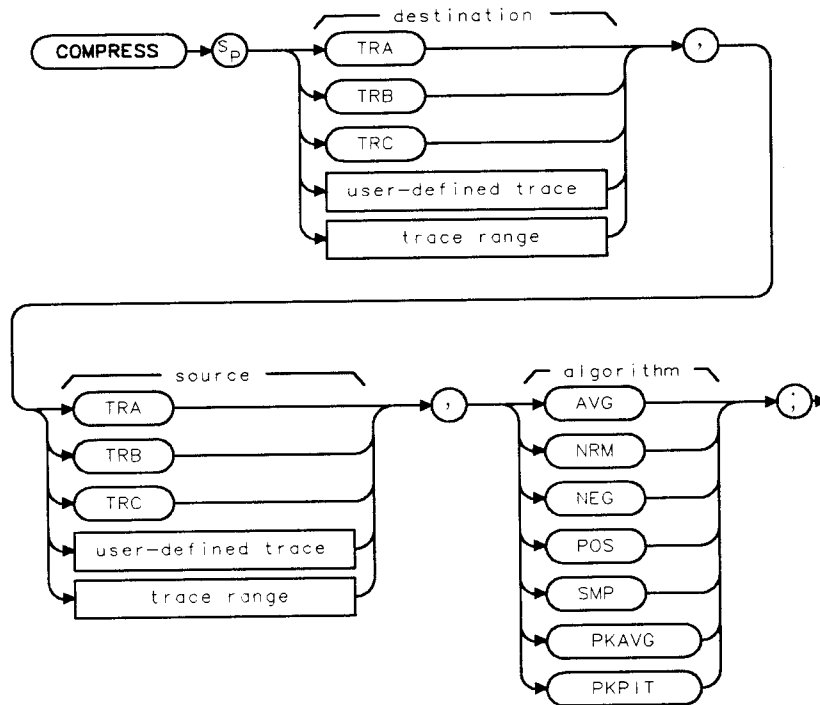 destination
COMPRESS SP TRA ,
TRB
TRC
user-defined trace
trace range
source algorithm
TRA , AVG ;
TRB NRM
TRC NEG
user-defined trace POS
trace range SMP
PKAVG
PKPIT